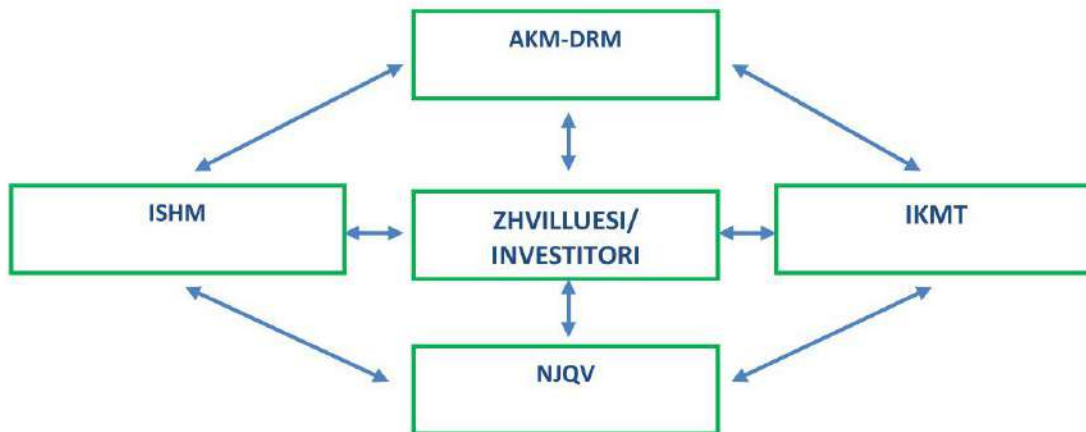 AKM-DRM
ISHM
ZHVILLUESI/
INVESTITORI
IKMT
NJQV